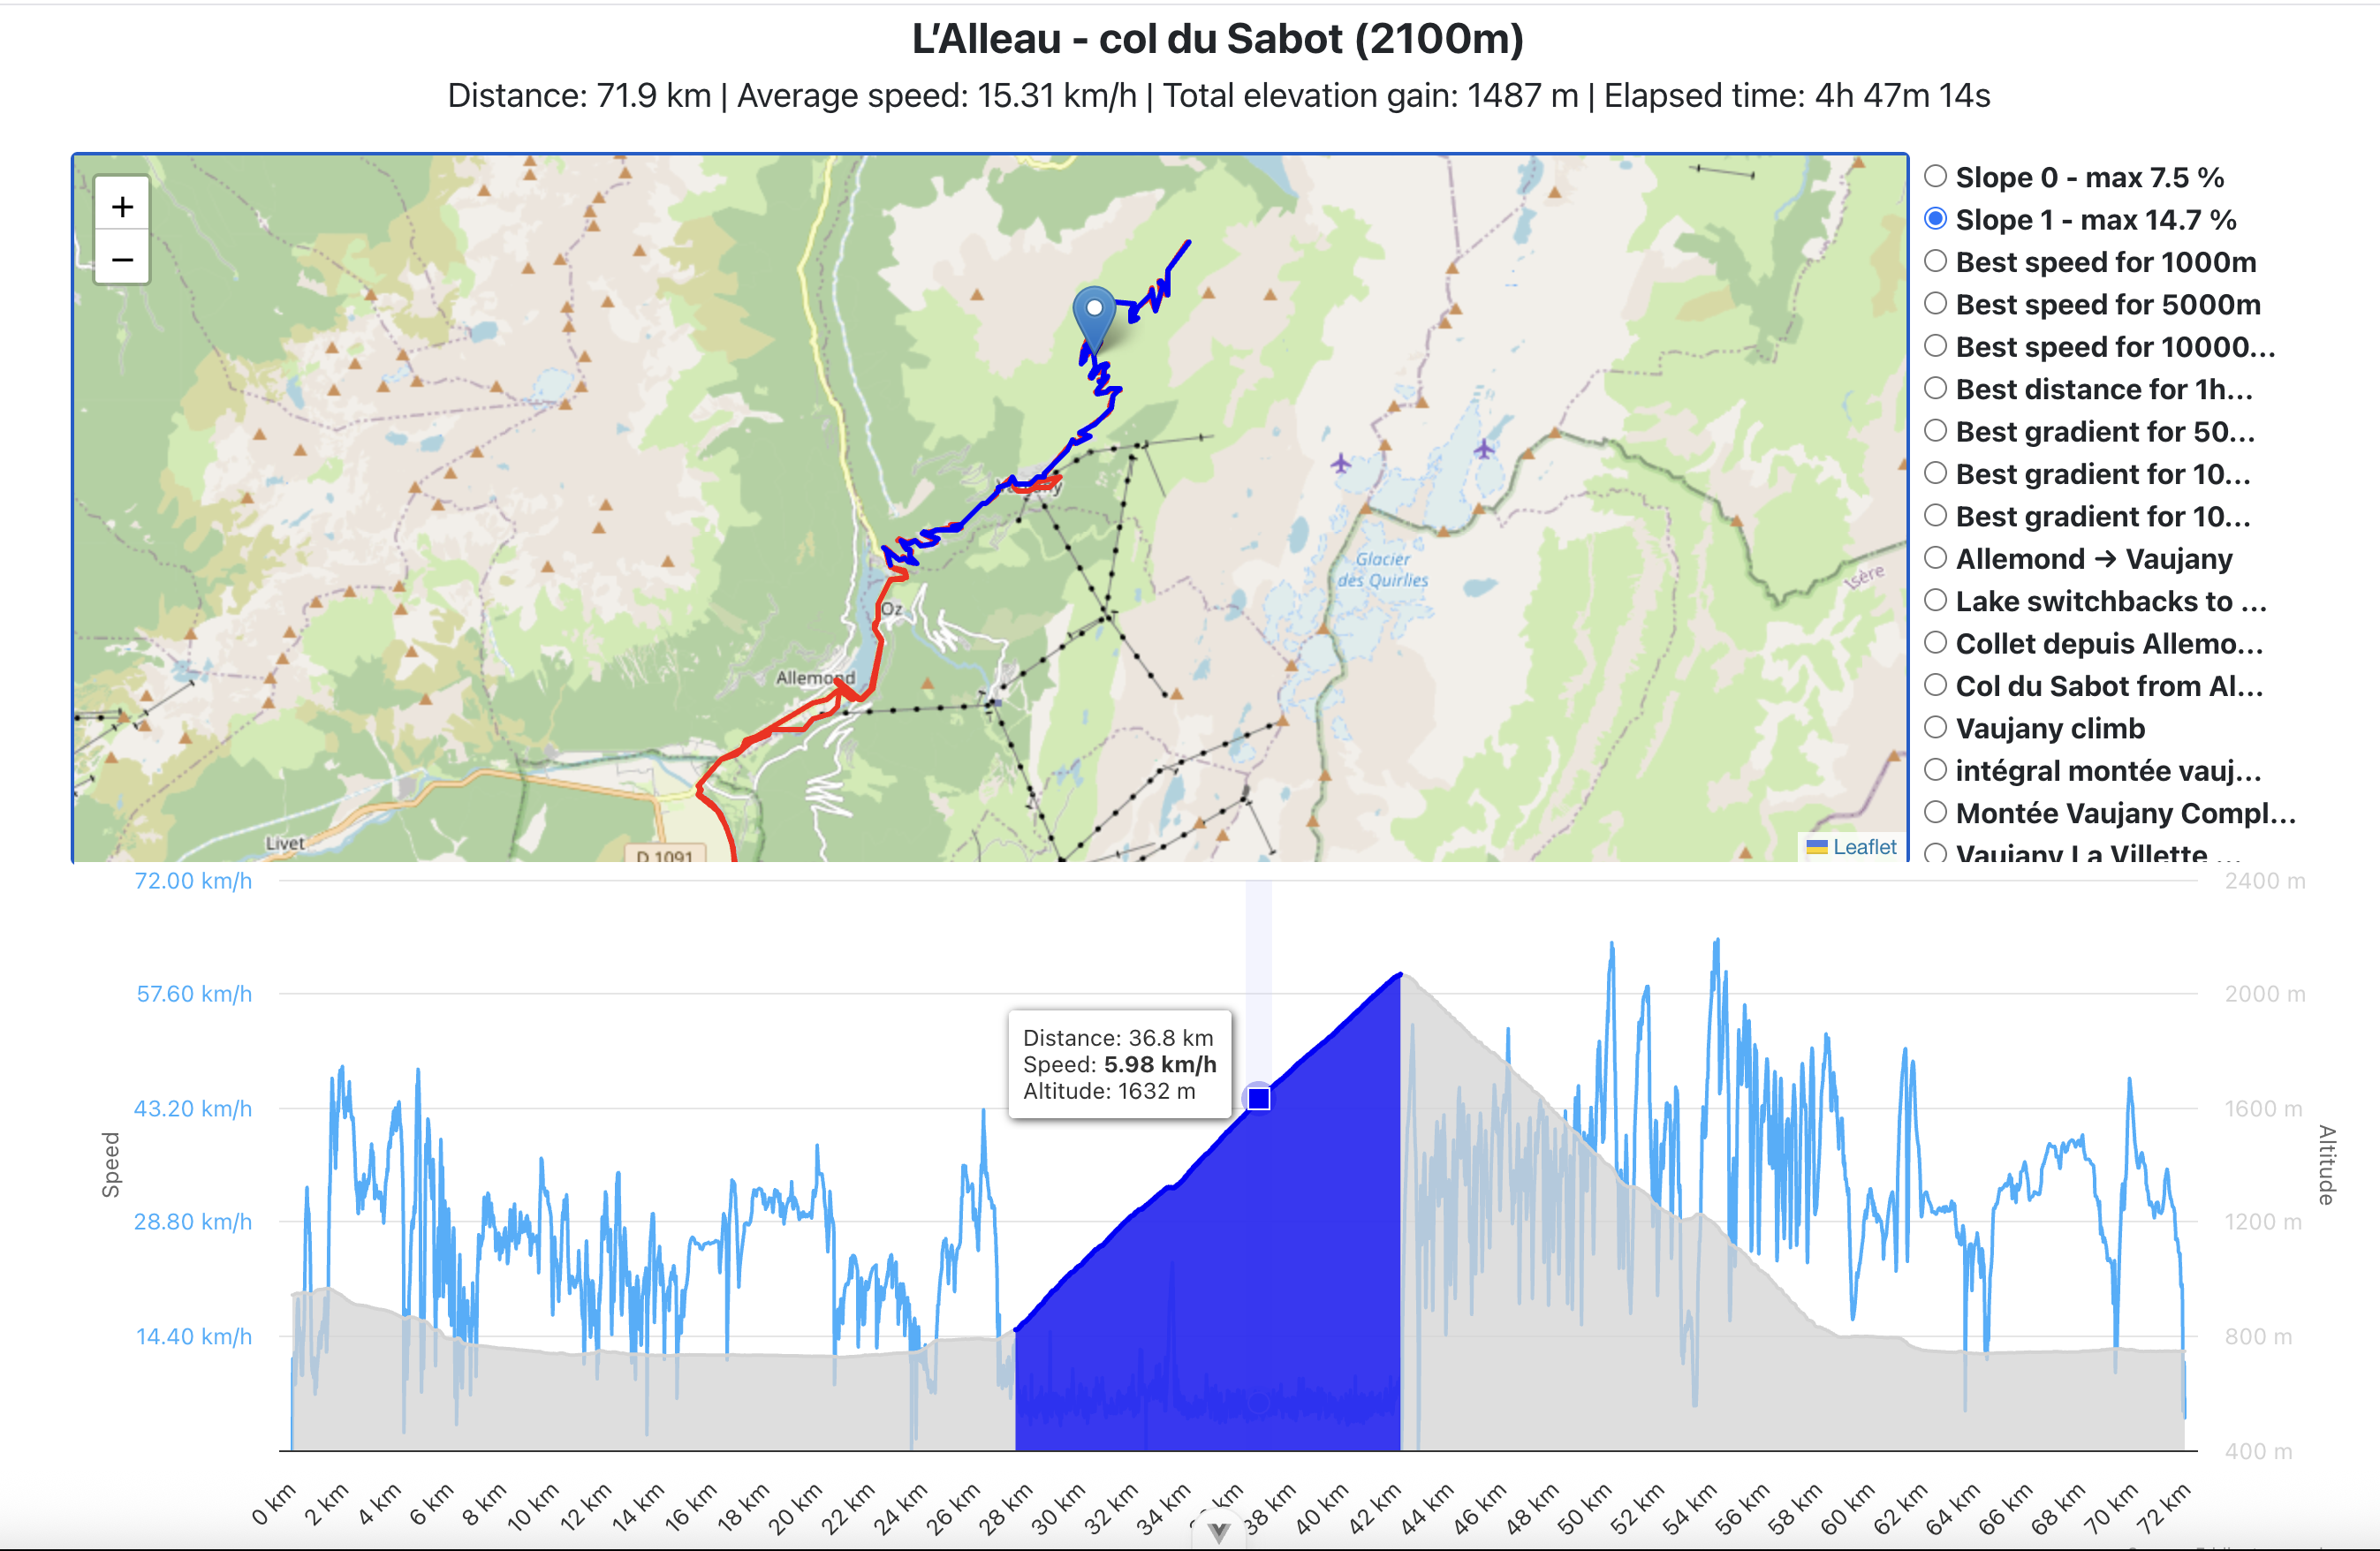 L’Alleau - col du Sabot (2100m)
Distance: 71.9 km | Average speed: 15.31 km/h | Total elevation gain: 1487 m | Elapsed time: 4h 47m 14s
+
−
Oz
Allemond
Livet
D 1091
Glacier
des Quirlies
Isère
Leaflet
Slope 0 - max 7.5 %
Slope 1 - max 14.7 %
Best speed for 1000m
Best speed for 5000m
Best speed for 10000...
Best distance for 1h...
Best gradient for 50...
Best gradient for 10...
Best gradient for 10...
Allemond → Vaujany
Lake switchbacks to ...
Collet depuis Allemo...
Col du Sabot from Al...
Vaujany climb
intégral montée vauj...
Montée Vaujany Compl...
Vaujany La Villette ...
72.00 km/h
57.60 km/h
43.20 km/h
28.80 km/h
14.40 km/h
Speed
Distance: 36.8 km
Speed: 5.98 km/h
Altitude: 1632 m
2400 m
2000 m
1600 m
1200 m
800 m
400 m
Altitude
0 km
2 km
4 km
6 km
8 km
10 km
12 km
14 km
16 km
18 km
20 km
22 km
24 km
26 km
28 km
30 km
32 km
34 km
38 km
40 km
42 km
44 km
46 km
48 km
50 km
52 km
54 km
56 km
58 km
60 km
62 km
64 km
66 km
68 km
70 km
72 km